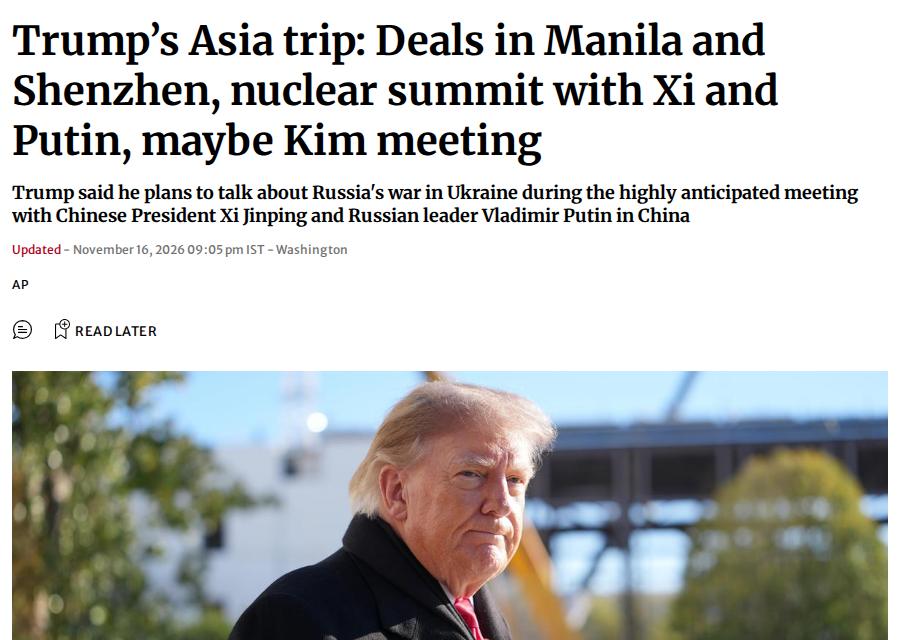 Trump’s Asia trip: Deals in Manila and
Shenzhen, nuclear summit with Xi and
Putin, maybe Kim meeting
Trump said he plans to talk about Russia's war in Ukraine during the highly anticipated meeting
with Chinese President Xi Jinping and Russian leader Vladimir Putin in China
Updated - November 16, 2026 09:05 pm IST - Washington
AP
READ LATER